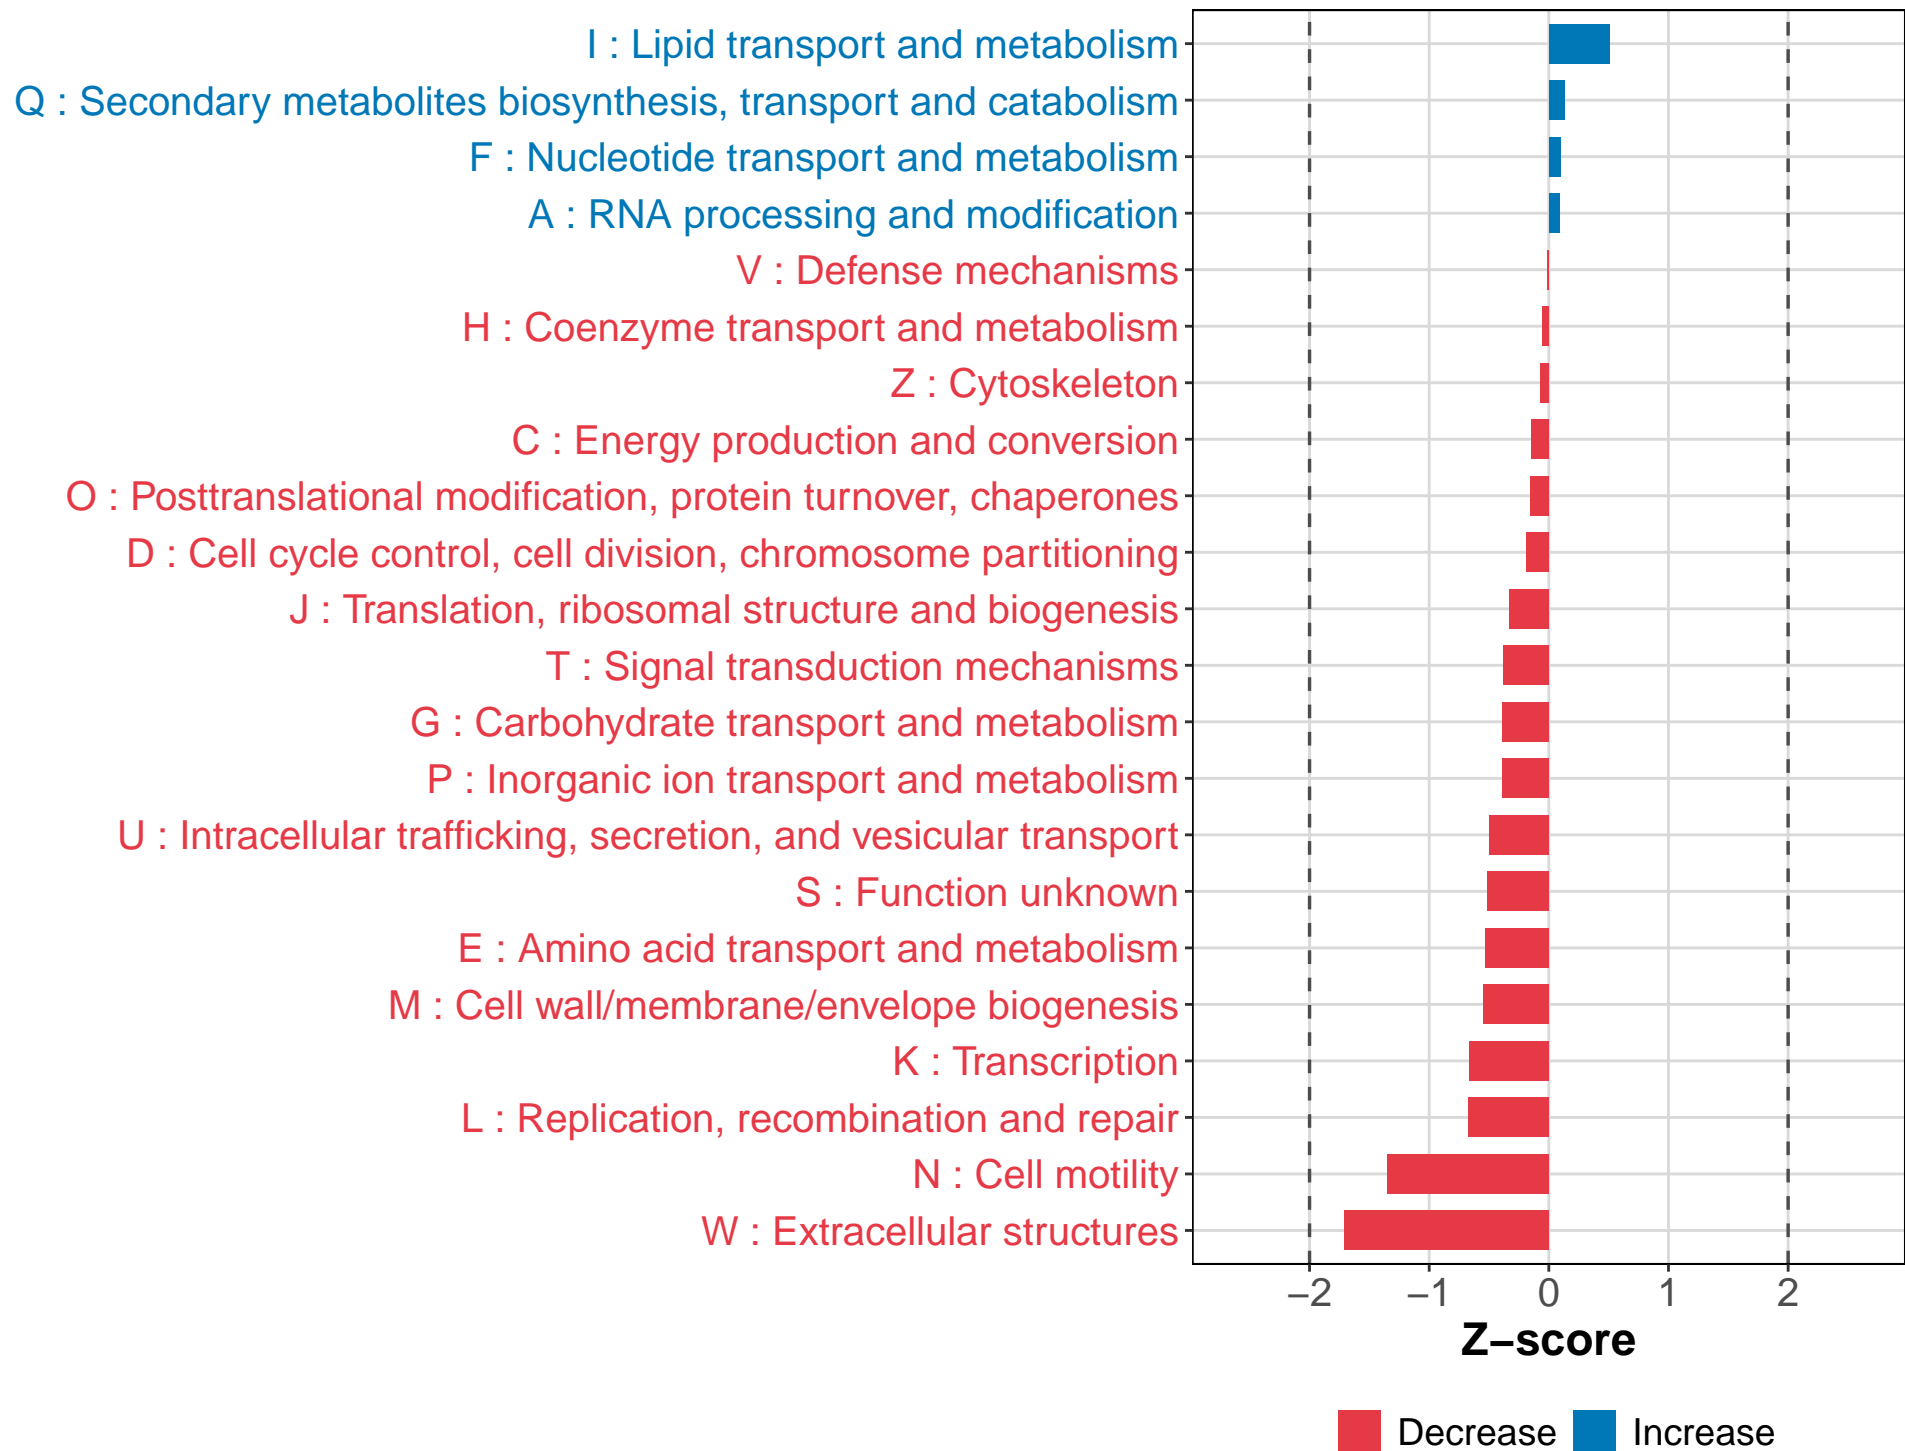 I : Lipid transport and metabolism
Q : Secondary metabolites biosynthesis, transport and catabolism
F : Nucleotide transport and metabolism
A : RNA processing and modification
V : Defense mechanisms
H : Coenzyme transport and metabolism
Z : Cytoskeleton
C : Energy production and conversion
O : Posttranslational modification, protein turnover, chaperones
D : Cell cycle control, cell division, chromosome partitioning
J : Translation, ribosomal structure and biogenesis
T : Signal transduction mechanisms
G : Carbohydrate transport and metabolism
P : Inorganic ion transport and metabolism
U : Intracellular trafficking, secretion, and vesicular transport
S : Function unknown
E : Amino acid transport and metabolism
M : Cell wall/membrane/envelope biogenesis
K : Transcription
L : Replication, recombination and repair
N : Cell motility
W : Extracellular structures
−2 −1 0 1 2
Z−score
Decrease Increase